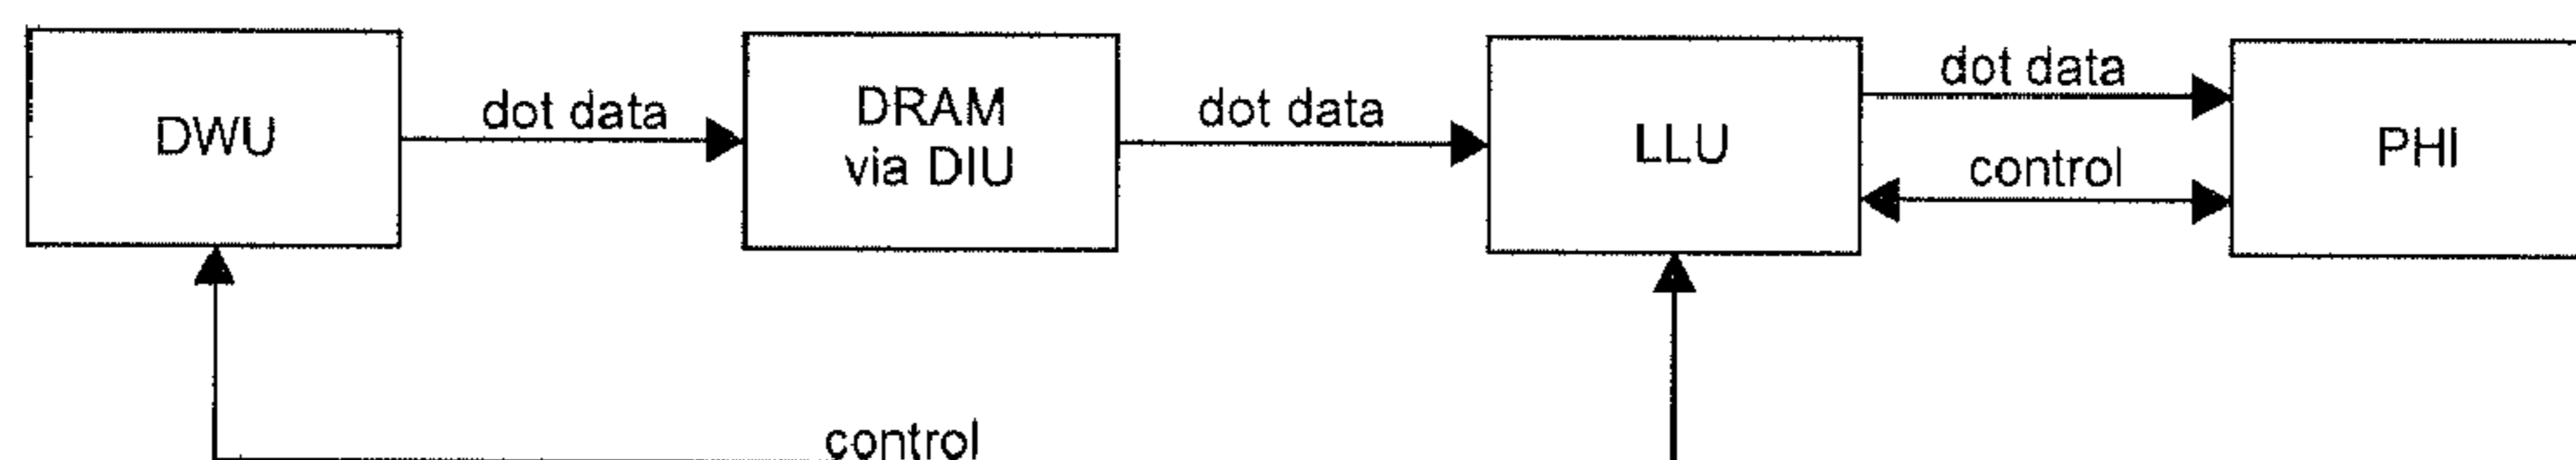 DWU
dot data
DRAM
via DIU
dot data
LLU
dot data
control
PHI
control